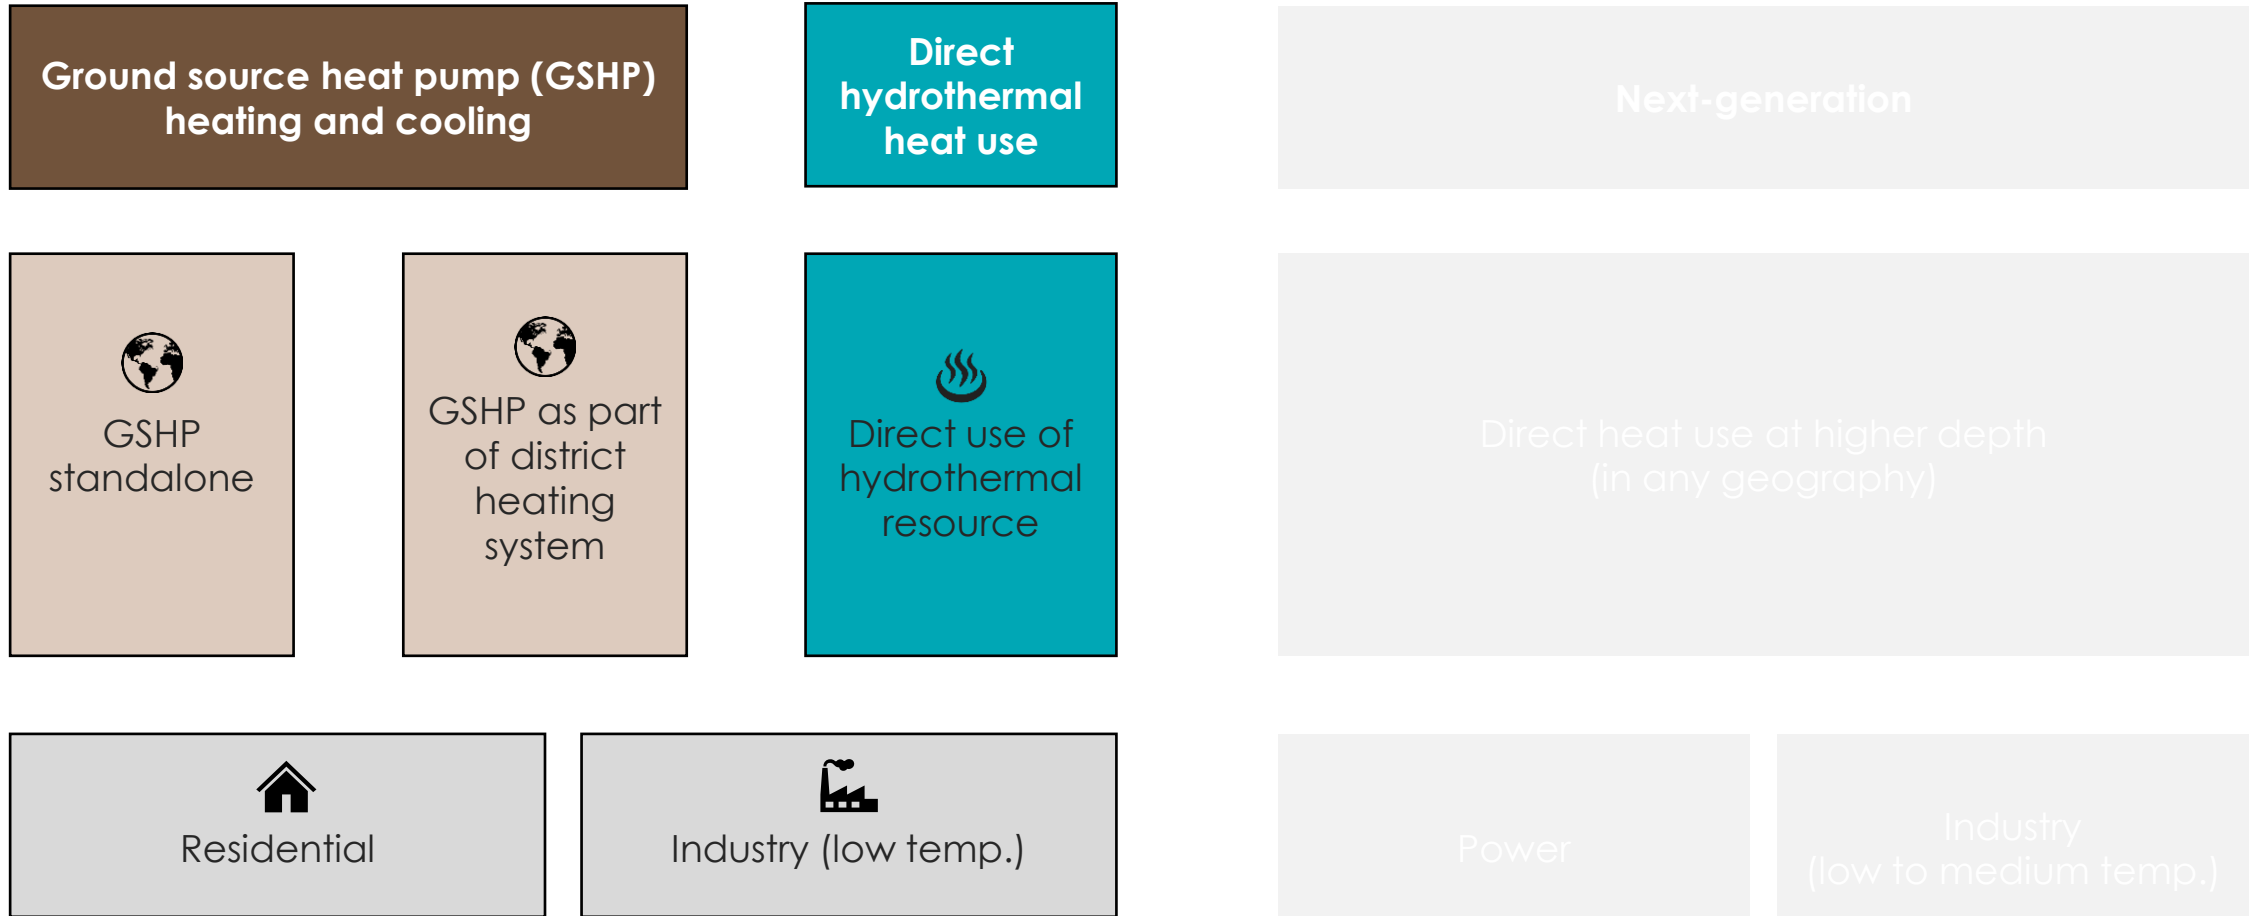 Ground source heat pump (GSHP)
heating and cooling
Direct
hydrothermal
heat use
Next-generation
GSHP
standalone
GSHP as part
of district
heating
system
Direct use of
hydrothermal
resource
Direct heat use at higher depth
(in any geography)
Residential
Industry (low temp.)
Power
Industry
(low to medium temp.)